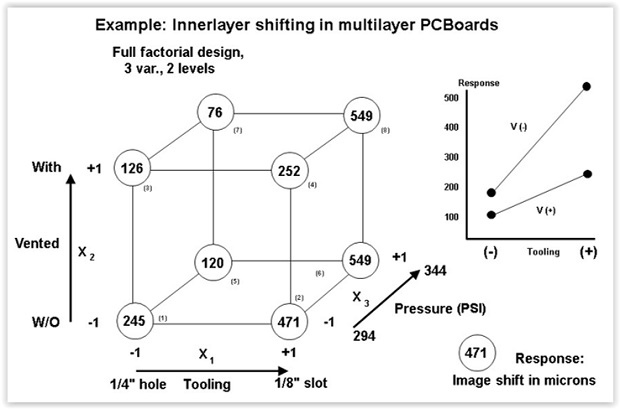 Example: Innerlayer shifting in multilayer PCBoards
Full factorial design,
3 var., 2 levels
76
(7)
549
(8)
With
+1
126
(3)
252
(4)
Vented
X2
120
(5)
(6)
549
+1
344
X3
Pressure (PSI)
W/O
-1
245
(1)
(2)
471
-1
294
-1
X1
+1
1/4" hole
Tooling
1/8" slot
Response
500
400
300
200
100
V (-)
V (+)
(-)
Tooling
(+)
471
Response:
Image shift in microns